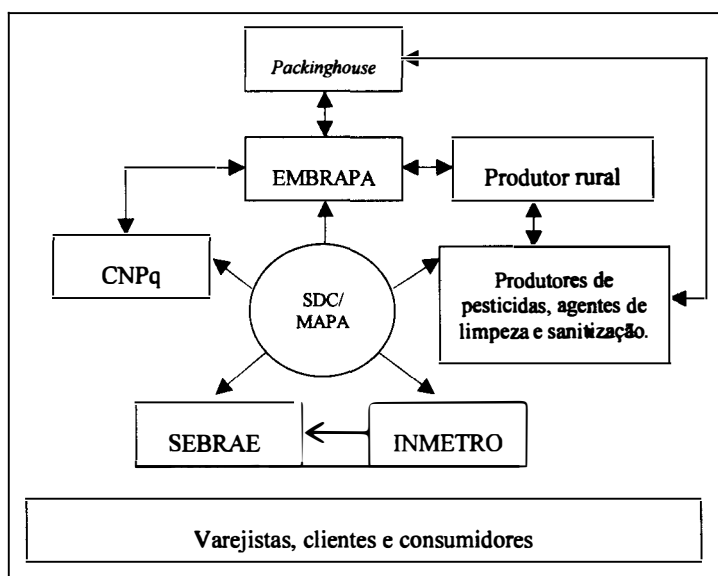 Packinghouse
EMBRAPA
Produtor rural
CNPq
SDC/
MAPA
Produtores de
pesticidas, agentes de
limpeza e sanitização.
SEBRAE
INMETRO
Varejistas, clientes e consumidores